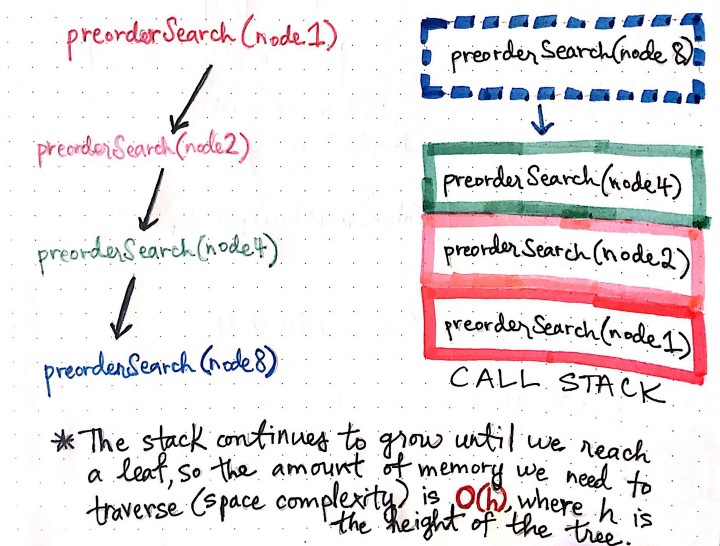 preorderSearch(node1)
preorderSearch(node2)
preorderSearch(node4)
preorderSearch(node8)
preorderSearch(node 8)
preorderSearch(node4)
preorderSearch(node2)
preorderSearch(node1)
CALL STACK
* The stack continues to grow until we reach
a leaf, so the amount of memory we need to
traverse (space complexity) is O(h), where h is
the height of the tree.